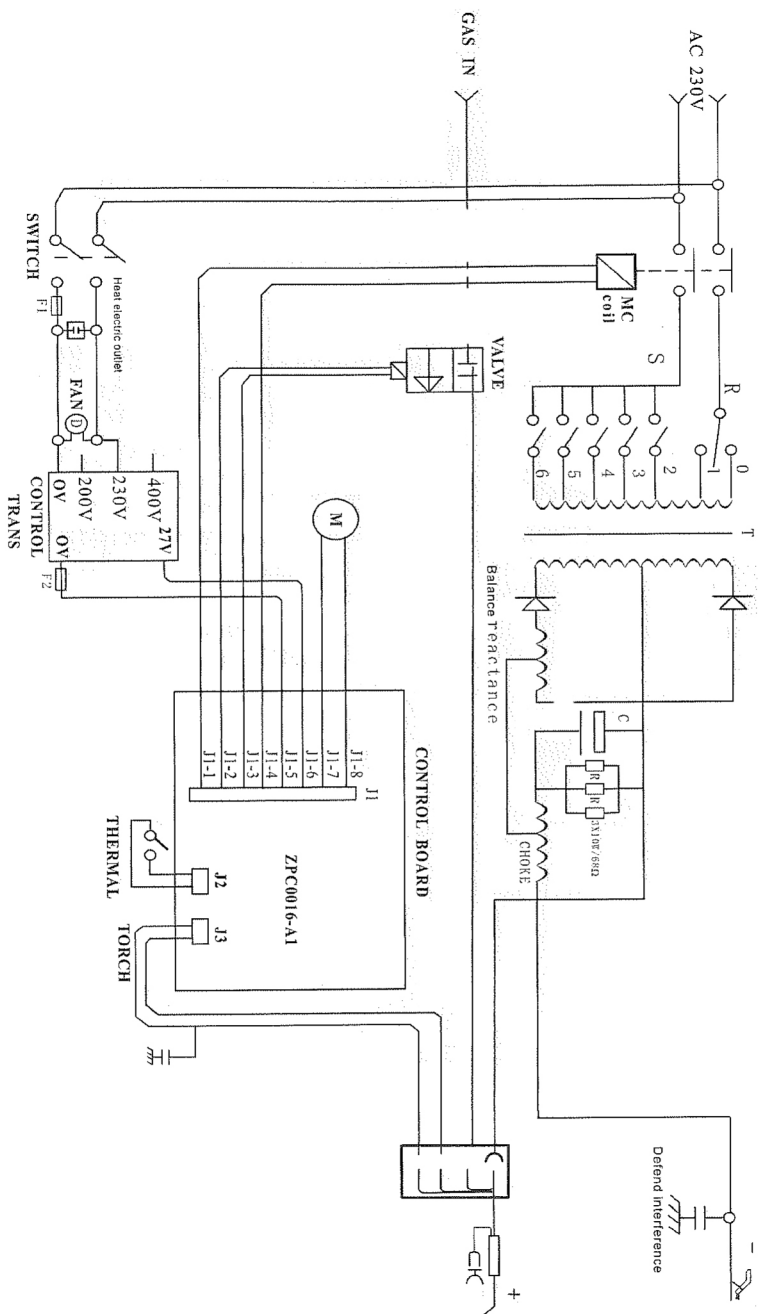 AC 230V
GAS IN
SWITCH
F1
Heat electric outlet
FAN
D
OV
200V
230V
400V
27V
OV
CONTROL
TRANS
F2
MC
coil
VALVE
M
S
R
0
1
2
3
4
5
6
T
Balance reactance
C
R
R
3X10W/68Ω
CHOKE
CONTROL BOARD
J1-1
J1-2
J1-3
J1-4
J1-5
J1-6
J1-7
J1-8
J1
ZPC0016-A1
THERMAL
J2
TORCH
J3
Defend interference
-
+